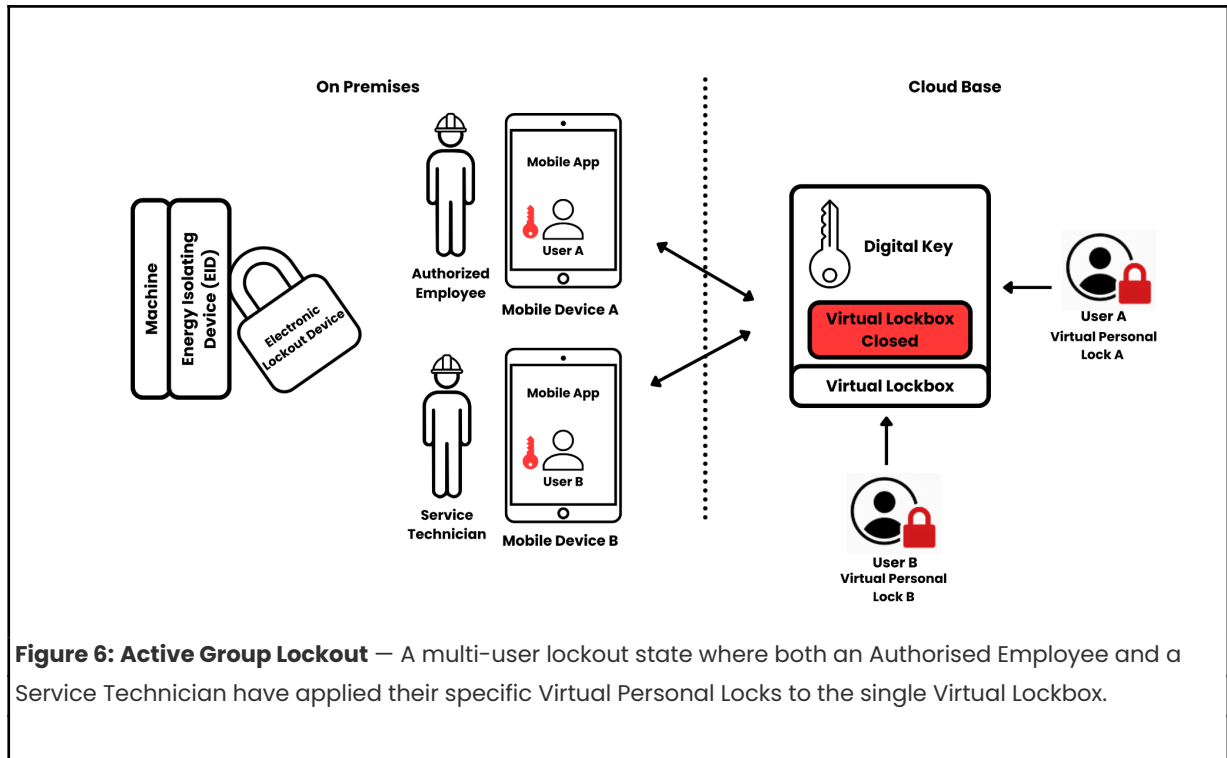 On Premises
Cloud Base
Machine
Energy Isolating
Device (EID)
Electronic
Lockout Device
Authorized
Employee
Mobile App
User A
Mobile Device A
Service
Technician
Mobile App
User B
Mobile Device B
Digital Key
Virtual Lockbox
Closed
Virtual Lockbox
User A
Virtual Personal
Lock A
User B
Virtual Personal
Lock B
Figure 6: Active Group Lockout — A multi-user lockout state where both an Authorised Employee and a
Service Technician have applied their specific Virtual Personal Locks to the single Virtual Lockbox.